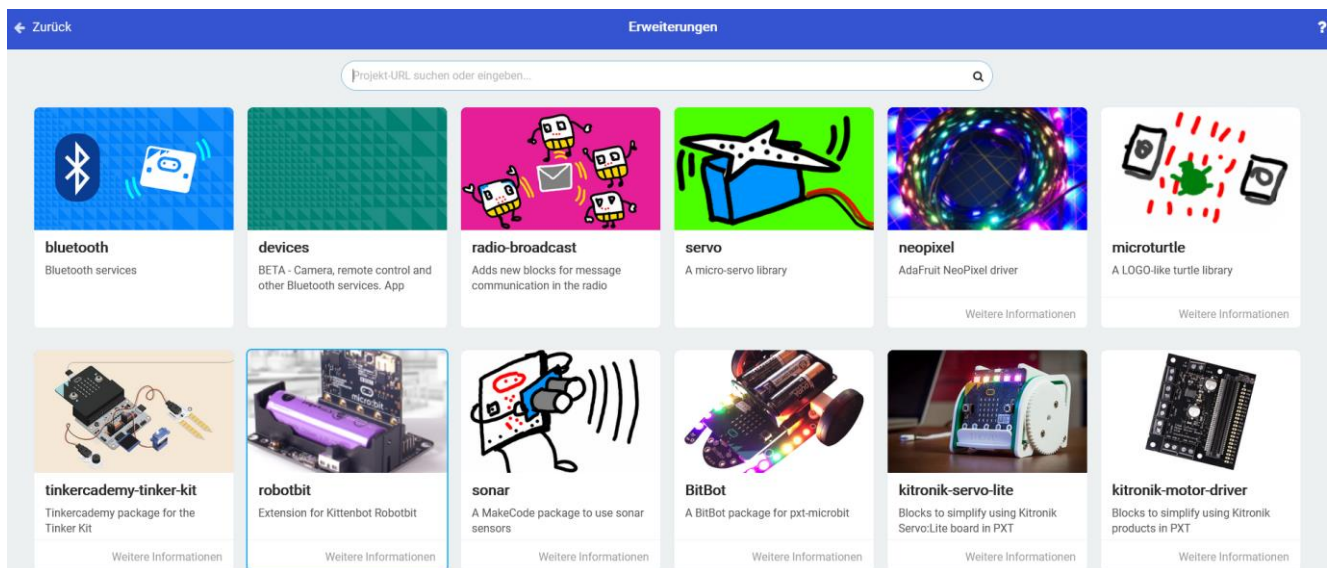 Zurück
Erweiterungen
?
Projekt-URL suchen oder eingeben...
bluetooth
Bluetooth services
devices
BETA - Camera, remote control and
other Bluetooth services. App
radio-broadcast
Adds new blocks for message
communication in the radio
servo
A micro-servo library
neopixel
AdaFruit NeoPixel driver
Weitere Informationen
microturtle
A LOGO-like turtle library
Weitere Informationen
tinkercademy-tinker-kit
Tinkercademy package for the
Tinker Kit
Weitere Informationen
micro:bit
robotbit
Extension for Kittenbot Robotbit
Weitere Informationen
sonar
A MakeCode package to use sonar
sensors
Weitere Informationen
BitBot
A BitBot package for pxt-microbit
Weitere Informationen
kitronik-servo-lite
Blocks to simplify using Kitronik
Servo:Lite board in PXT
Weitere Informationen
kitronik-motor-driver
Blocks to simplify using Kitronik
products in PXT
Weitere Informationen